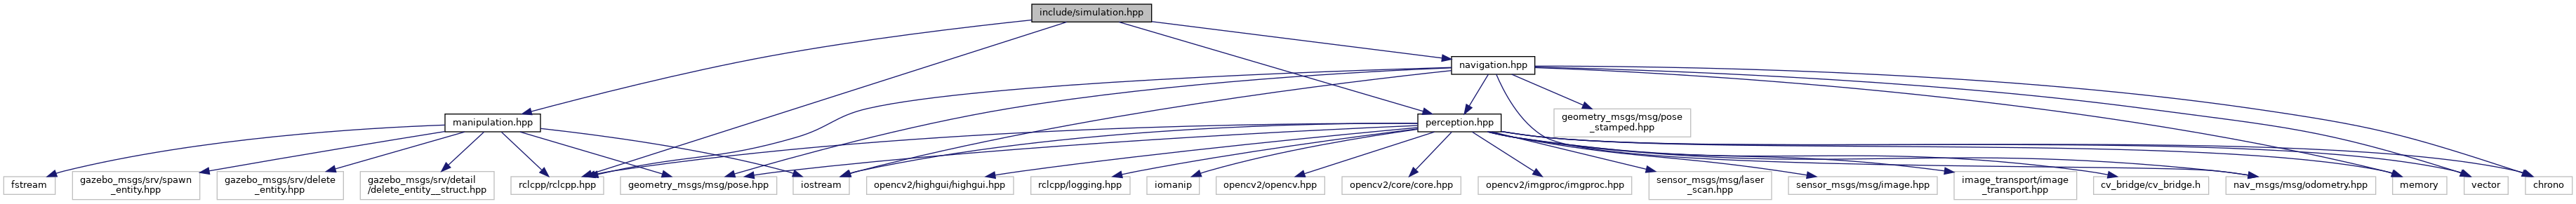 include/simulation.hpp
navigation.hpp
manipulation.hpp
perception.hpp
geometry_msgs/msg/pose
_stamped.hpp
fstream
gazebo_msgs/srv/spawn
_entity.hpp
gazebo_msgs/srv/delete
_entity.hpp
gazebo_msgs/srv/detail
/delete_entity__struct.hpp
rclcpp/rclcpp.hpp
geometry_msgs/msg/pose.hpp
iostream
opencv2/highgui/highgui.hpp
rclcpp/logging.hpp
iomanip
opencv2/opencv.hpp
opencv2/core/core.hpp
opencv2/imgproc/imgproc.hpp
sensor_msgs/msg/laser
_scan.hpp
sensor_msgs/msg/image.hpp
image_transport/image
_transport.hpp
cv_bridge/cv_bridge.h
nav_msgs/msg/odometry.hpp
memory
vector
chrono